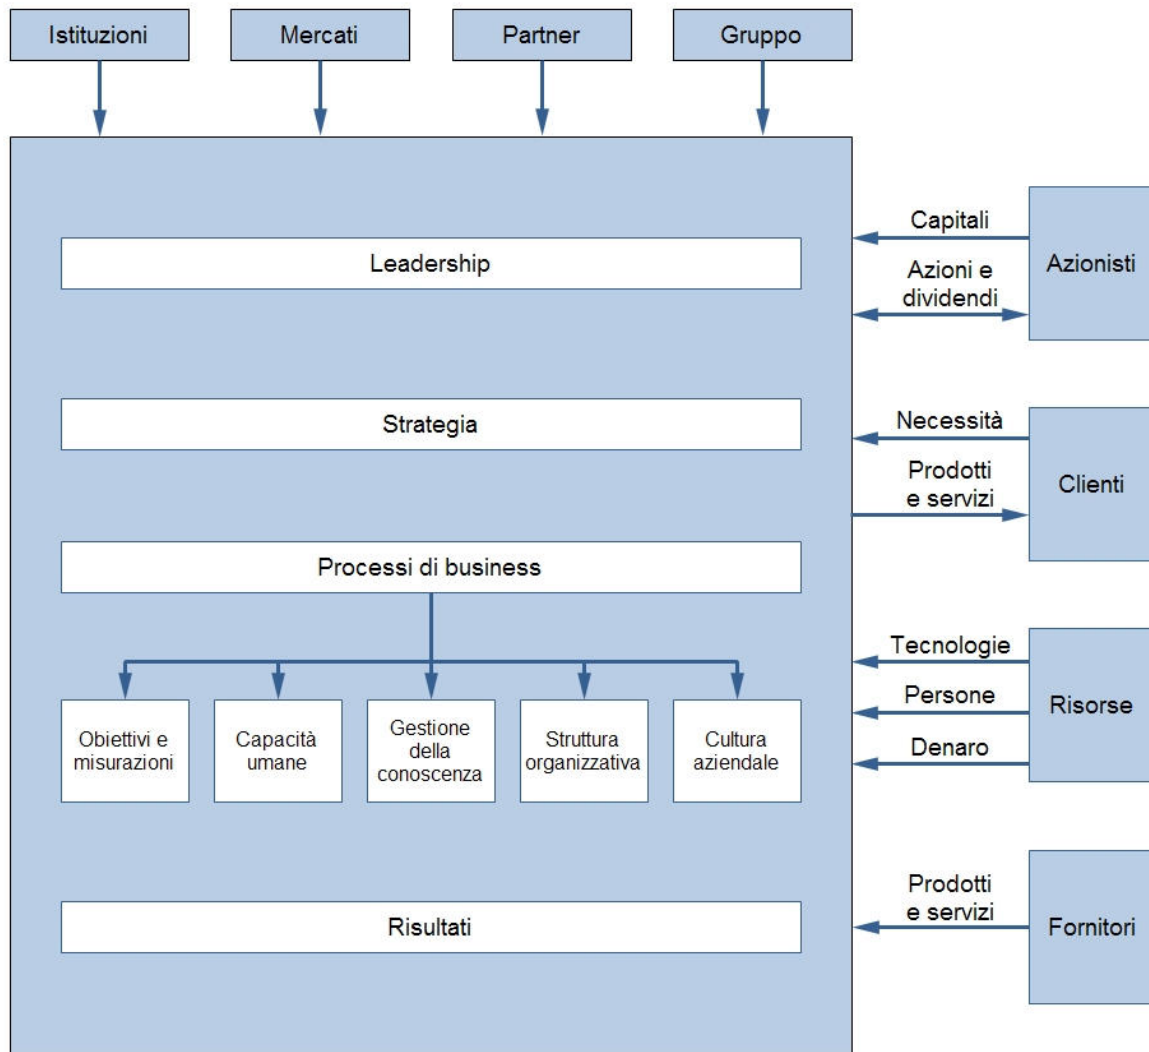 Istituzioni
Mercati
Partner
Gruppo
Leadership
Capitali
Azioni e
dividendi
Azionisti
Strategia
Necessità
Prodotti
e servizi
Clienti
Processi di business
Obiettivi e
misurazioni
Capacità
umane
Gestione
della
conoscenza
Struttura
organizzativa
Cultura
aziendale
Tecnologie
Persone
Denaro
Risorse
Risultati
Prodotti
e servizi
Fornitori